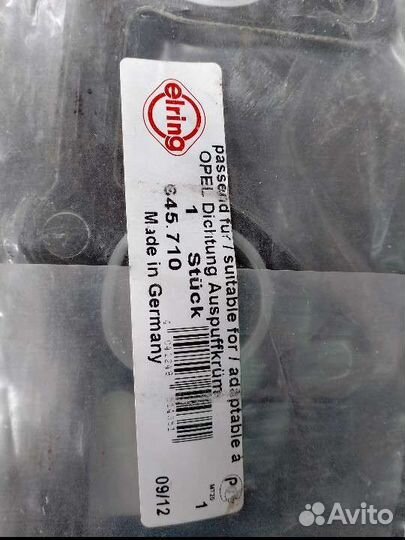 elring
passend für / suitable for / adaptable à
OPEL Dichtung Auspuffkrüm
1 Stück
645.710
Made in Germany
09/12
MT25
1
P
Avito